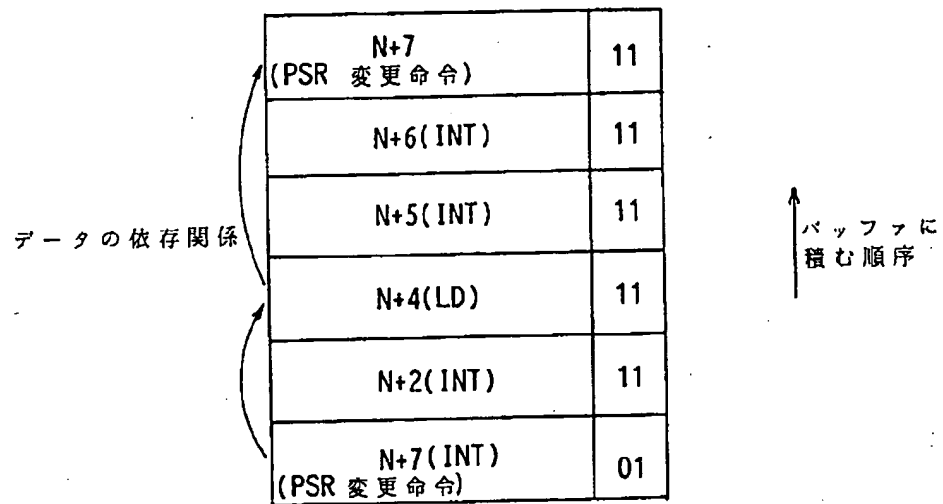 N+7
(PSR 変更命令)
11
N+6(INT)
11
N+5(INT)
11
データの依存関係
バッファに
積む順序
N+4(LD)
11
N+2(INT)
11
N+7(INT)
(PSR 変更命令)
01